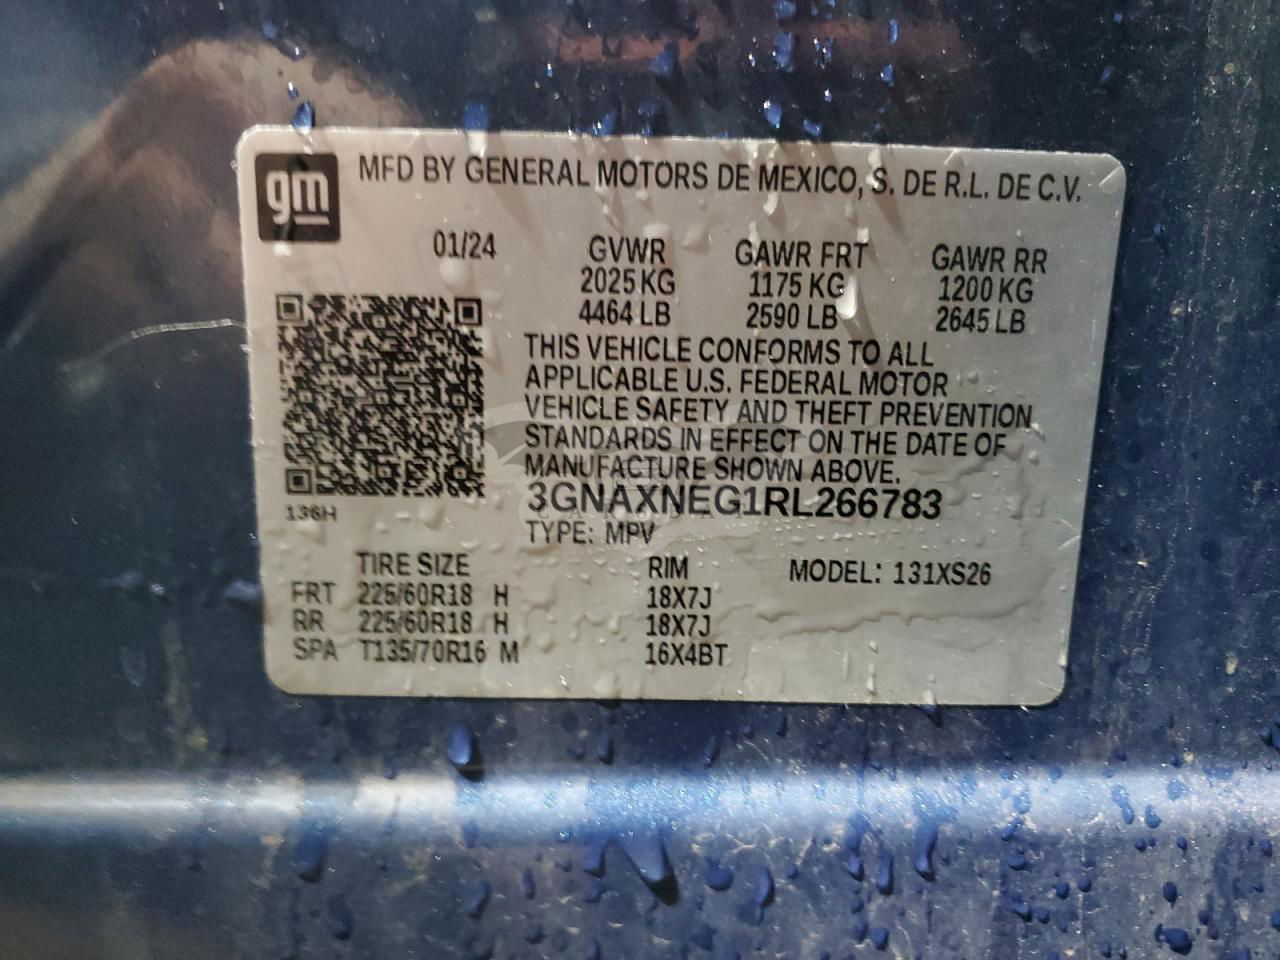 gm
MFD BY GENERAL MOTORS DE MEXICO, S. DE R.L. DE C.V.
01/24 GVWR GAWR FRT GAWR RR
2025 KG 1175 KG 1200 KG
4464 LB 2590 LB 2645 LB
THIS VEHICLE CONFORMS TO ALL
APPLICABLE U.S. FEDERAL MOTOR
VEHICLE SAFETY AND THEFT PREVENTION
STANDARDS IN EFFECT ON THE DATE OF
MANUFACTURE SHOWN ABOVE.
3GNAXNEG1RL266783
136H
TYPE: MPV
TIRE SIZE RIM MODEL: 131XS26
FRT 225/60R18 H 18X7J
RR 225/60R18 H 18X7J
SPA T135/70R16 M 16X4BT